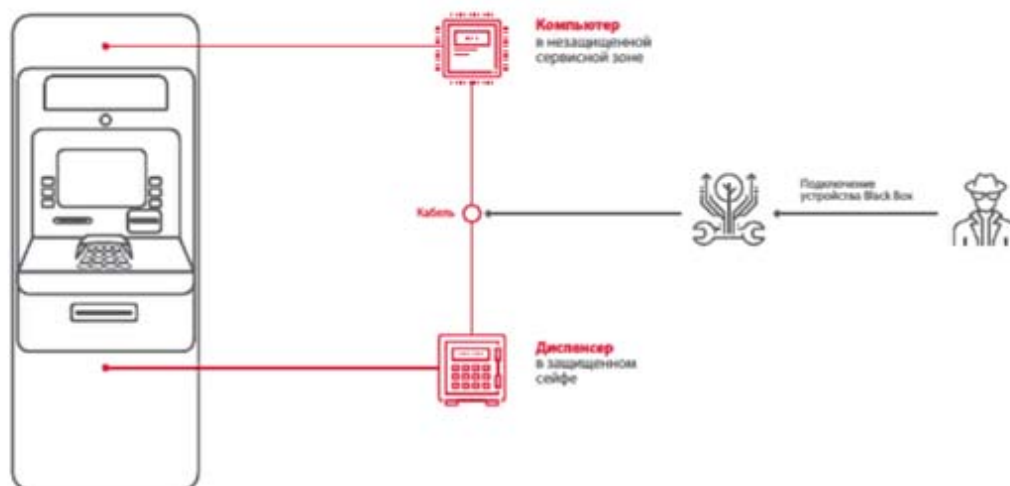 Компьютер
в незащищенной
сервисной зоне
Подключение
устройства Black Box
Кабель
Диспенсер
в защищенном
сейфе